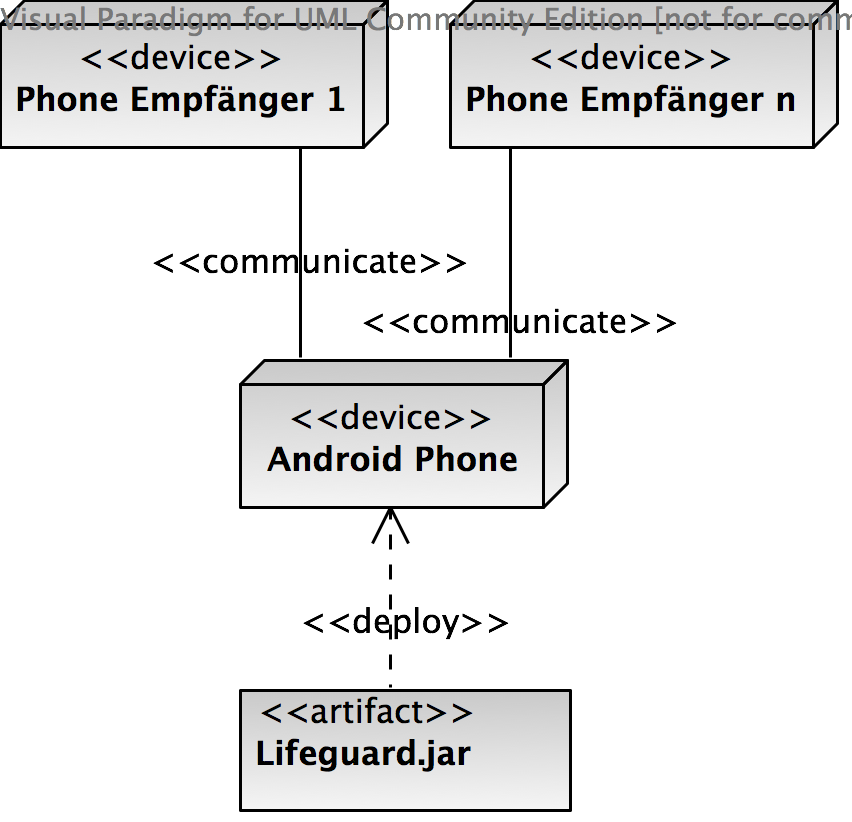 Visual Paradigm for UML Community Edition [not for comm
<<device>>
Phone Empfänger 1
<<device>>
Phone Empfänger n
<<communicate>>
<<communicate>>
<<device>>
Android Phone
<<deploy>>
<<artifact>>
Lifeguard.jar